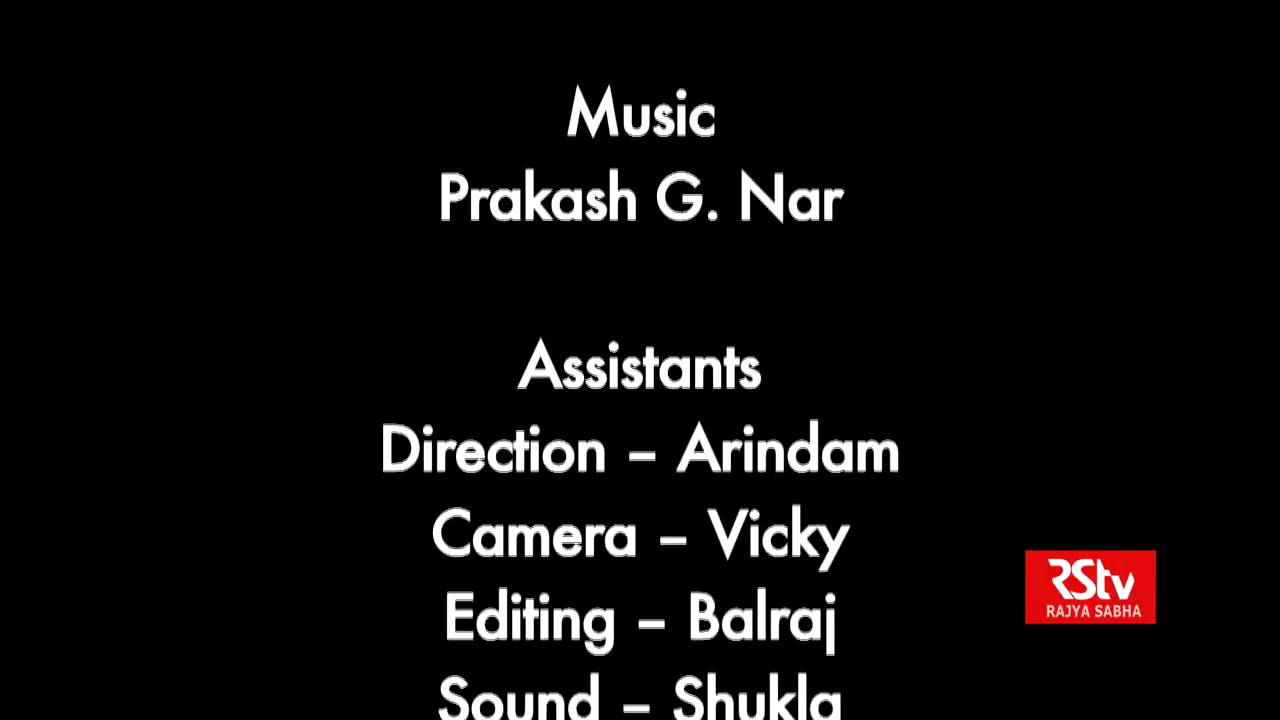 Music
Prakash G. Nar
Assistants
Direction – Arindam
Camera – Vicky
Editing – Balraj
Sound – Shukla
RStv
RAJYA SABHA